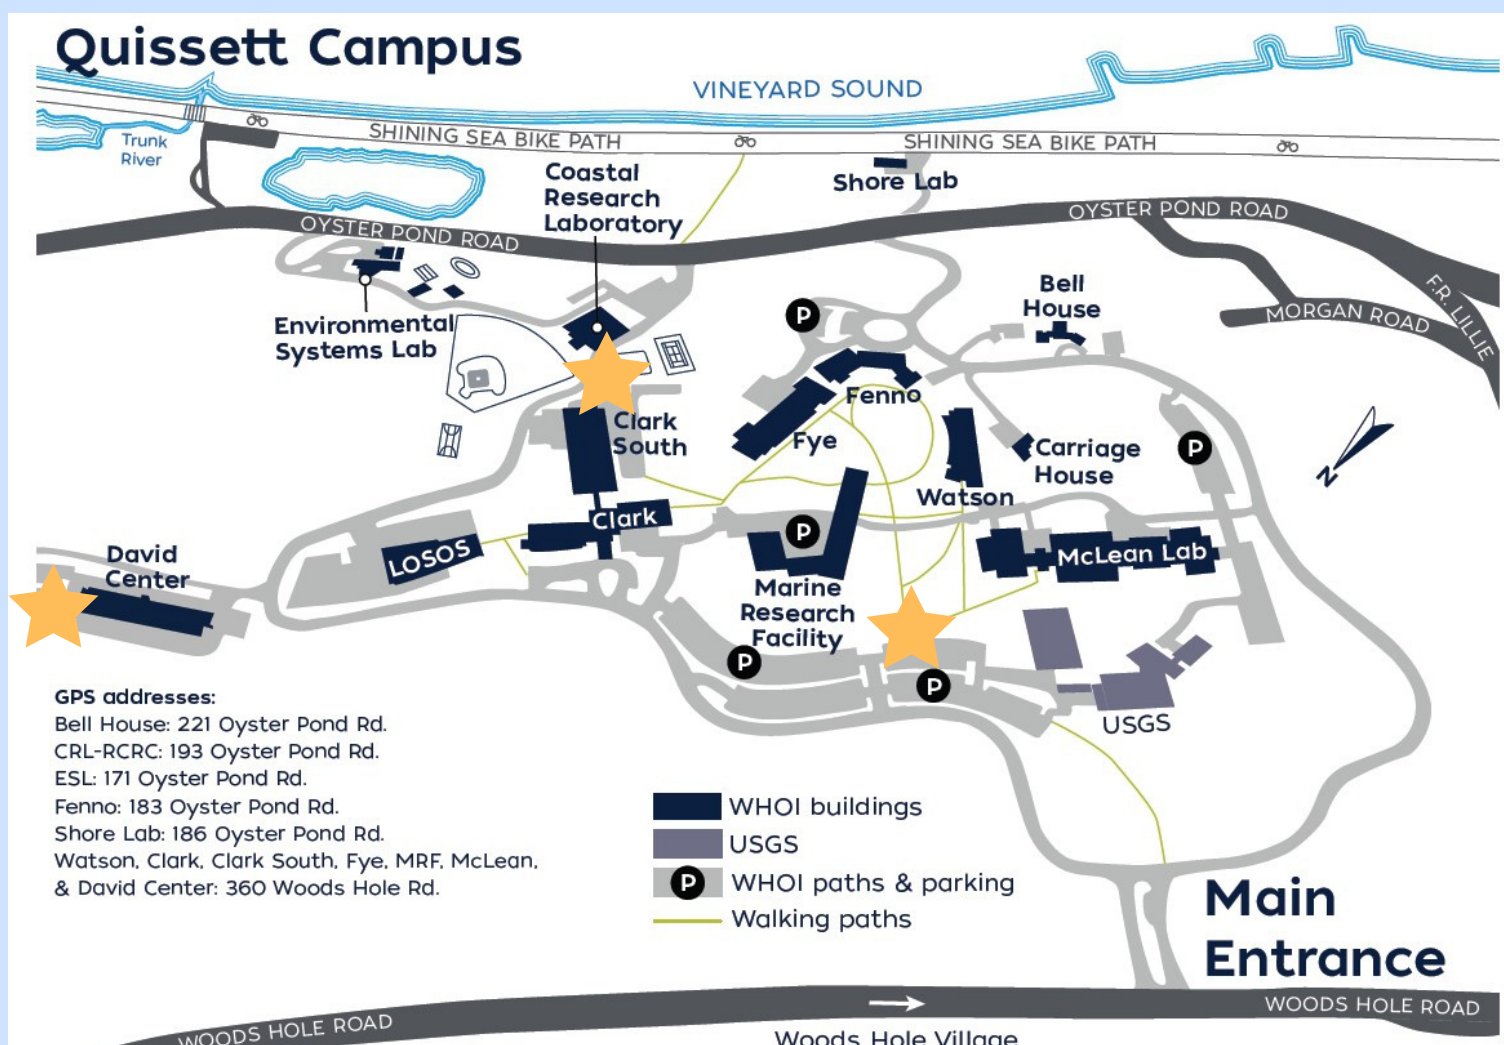 Quissett Campus
VINEYARD SOUND
SHINING SEA BIKE PATH
SHINING SEA BIKE PATH
Trunk
River
Coastal
Research
Laboratory
Shore Lab
OYSTER POND ROAD
OYSTER POND ROAD
F.R. LILLIE
MORGAN ROAD
Bell
House
Environmental
Systems Lab
P
Fenno
Clark
South
Fye
Carriage
House
P
N
Watson
Clark
P
LOSOS
McLean Lab
David
Center
Marine
Research
Facility
P
P
USGS
GPS addresses:
Bell House: 221 Oyster Pond Rd.
CRL-RCRC: 193 Oyster Pond Rd.
ESL: 171 Oyster Pond Rd.
Fenno: 183 Oyster Pond Rd.
Shore Lab: 186 Oyster Pond Rd.
Watson, Clark, Clark South, Fye, MRF, McLean,
& David Center: 360 Woods Hole Rd.
WHOI buildings
USGS
P WHOI paths & parking
Walking paths
Main
Entrance
WOODS HOLE ROAD
WOODS HOLE ROAD
Woods Hole Village